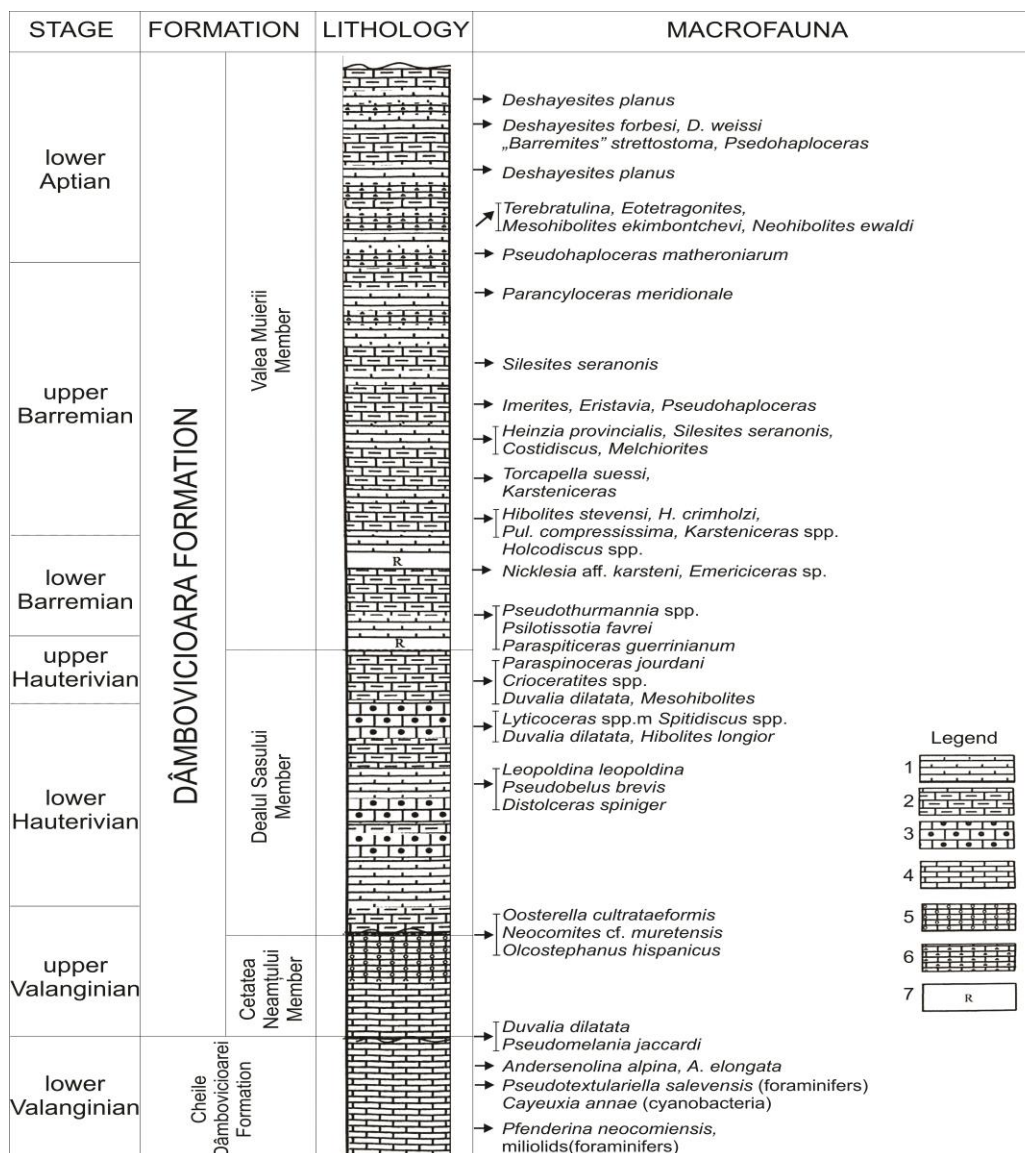 STAGE FORMATION LITHOLOGY MACROFAUNA
lower
Aptian
upper
Barremian
lower
Barremian
upper
Hauterivian
lower
Hauterivian
upper
Valanginian
lower
Valanginian
DÂMBOVICIOARA FORMATION
Cheile
Dâmbovicioarei
Formation
Valea Muierii
Member
Dealul Sasului
Member
Cetatea
Neamțului
Member
R
R
Deshayesites planus
Deshayesites forbesi, D. weissi
„Barremites” strettostoma, Psedohaploceras
Deshayesites planus
Terebratulina, Eotetragonites,
Mesohibolites ekimbontchevi, Neohibolites ewaldi
Pseudohaploceras matheroniarum
Parancyloceras meridionale
Silesites seranonis
Imerites, Eristavia, Pseudohaploceras
Heinzia provincialis, Silesites seranonis,
Costidiscus, Melchiorites
Torcapella suessi,
Karsteniceras
Hibolites stevensi, H. crimholzi,
Pul. compressissima, Karsteniceras spp.
Holcodiscus spp.
Nicklesia aff. karsteni, Emericiceras sp.
Pseudothurmannia spp.
Psilotissotia favrei
Paraspiticeras guerrinianum
Paraspinoceras jourdani
Crioceratites spp.
Duvalia dilatata, Mesohibolites
Lyticoceras spp.m Spitidiscus spp.
Duvalia dilatata, Hibolites longior
Leopoldina leopoldina
Pseudobelus brevis
Distolceras spiniger
Oosterella cultrataeformis
Neocomites cf. muretensis
Olcostephanus hispanicus
Duvalia dilatata
Pseudomelania jaccardi
Andersenolina alpina, A. elongata
Pseudotextulariella salevensis (foraminifers)
Cayeuxia annae (cyanobacteria)
Pfenderina neocomiensis,
miliolids(foraminifers)
Legend
1
2
3
4
5
6
7 R